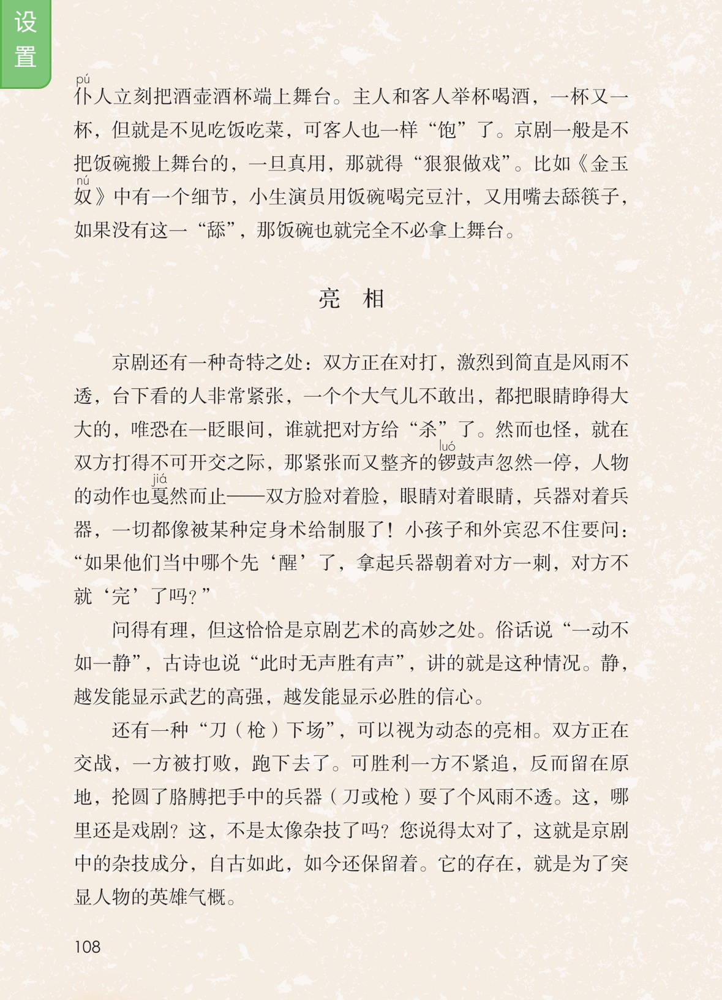 设
置
pú
仆人立刻把酒壶酒杯端上舞台。主人和客人举杯喝酒，一杯又一
杯，但就是不见吃饭吃菜，可客人也一样“饱”了。京剧一般是不
把饭碗搬上舞台的，一旦真用，那就得“狠狠做戏”。比如《金玉
nú
奴》中有一个细节，小生演员用饭碗喝完豆汁，又用嘴去舔筷子，
如果没有这一“舔”，那饭碗也就完全不必拿上舞台。
亮 相
京剧还有一种奇特之处：双方正在对打，激烈到简直是风雨不
透，台下看的人非常紧张，一个个大气儿不敢出，都把眼睛睁得大
大的，唯恐在一眨眼间，谁就把对方给“杀”了。然而也怪，就在
luó
双方打得不可开交之际，那紧张而又整齐的锣鼓声忽然一停，人物
jiá
的动作也戛然而止——双方脸对着脸，眼睛对着眼睛，兵器对着兵
器，一切都像被某种定身术给制服了！小孩子和外宾忍不住要问：
“如果他们当中哪个先‘醒’了，拿起兵器朝着对方一刺，对方不
就‘完’了吗？”
问得有理，但这恰恰是京剧艺术的高妙之处。俗话说“一动不
如一静”，古诗也说“此时无声胜有声”，讲的就是这种情况。静，
越发能显示武艺的高强，越发能显示必胜的信心。
还有一种“刀（枪）下场”，可以视为动态的亮相。双方正在
交战，一方被打败，跑下去了。可胜利一方不紧追，反而留在原
地，抡圆了胳膊把手中的兵器（刀或枪）耍了个风雨不透。这，哪
里还是戏剧？这，不是太像杂技了吗？您说得太对了，这就是京剧
中的杂技成分，自古如此，如今还保留着。它的存在，就是为了突
显人物的英雄气概。
108